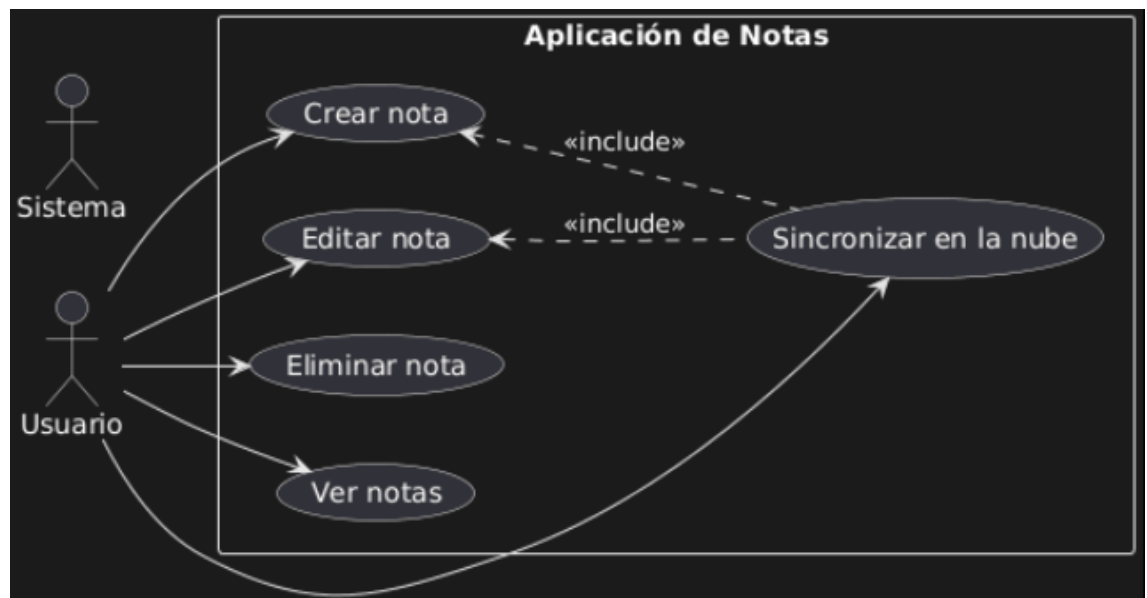 Aplicación de Notas
Sistema
Crear nota
«include»
Editar nota
«include»
Sincronizar en la nube
Usuario
Eliminar nota
Ver notas